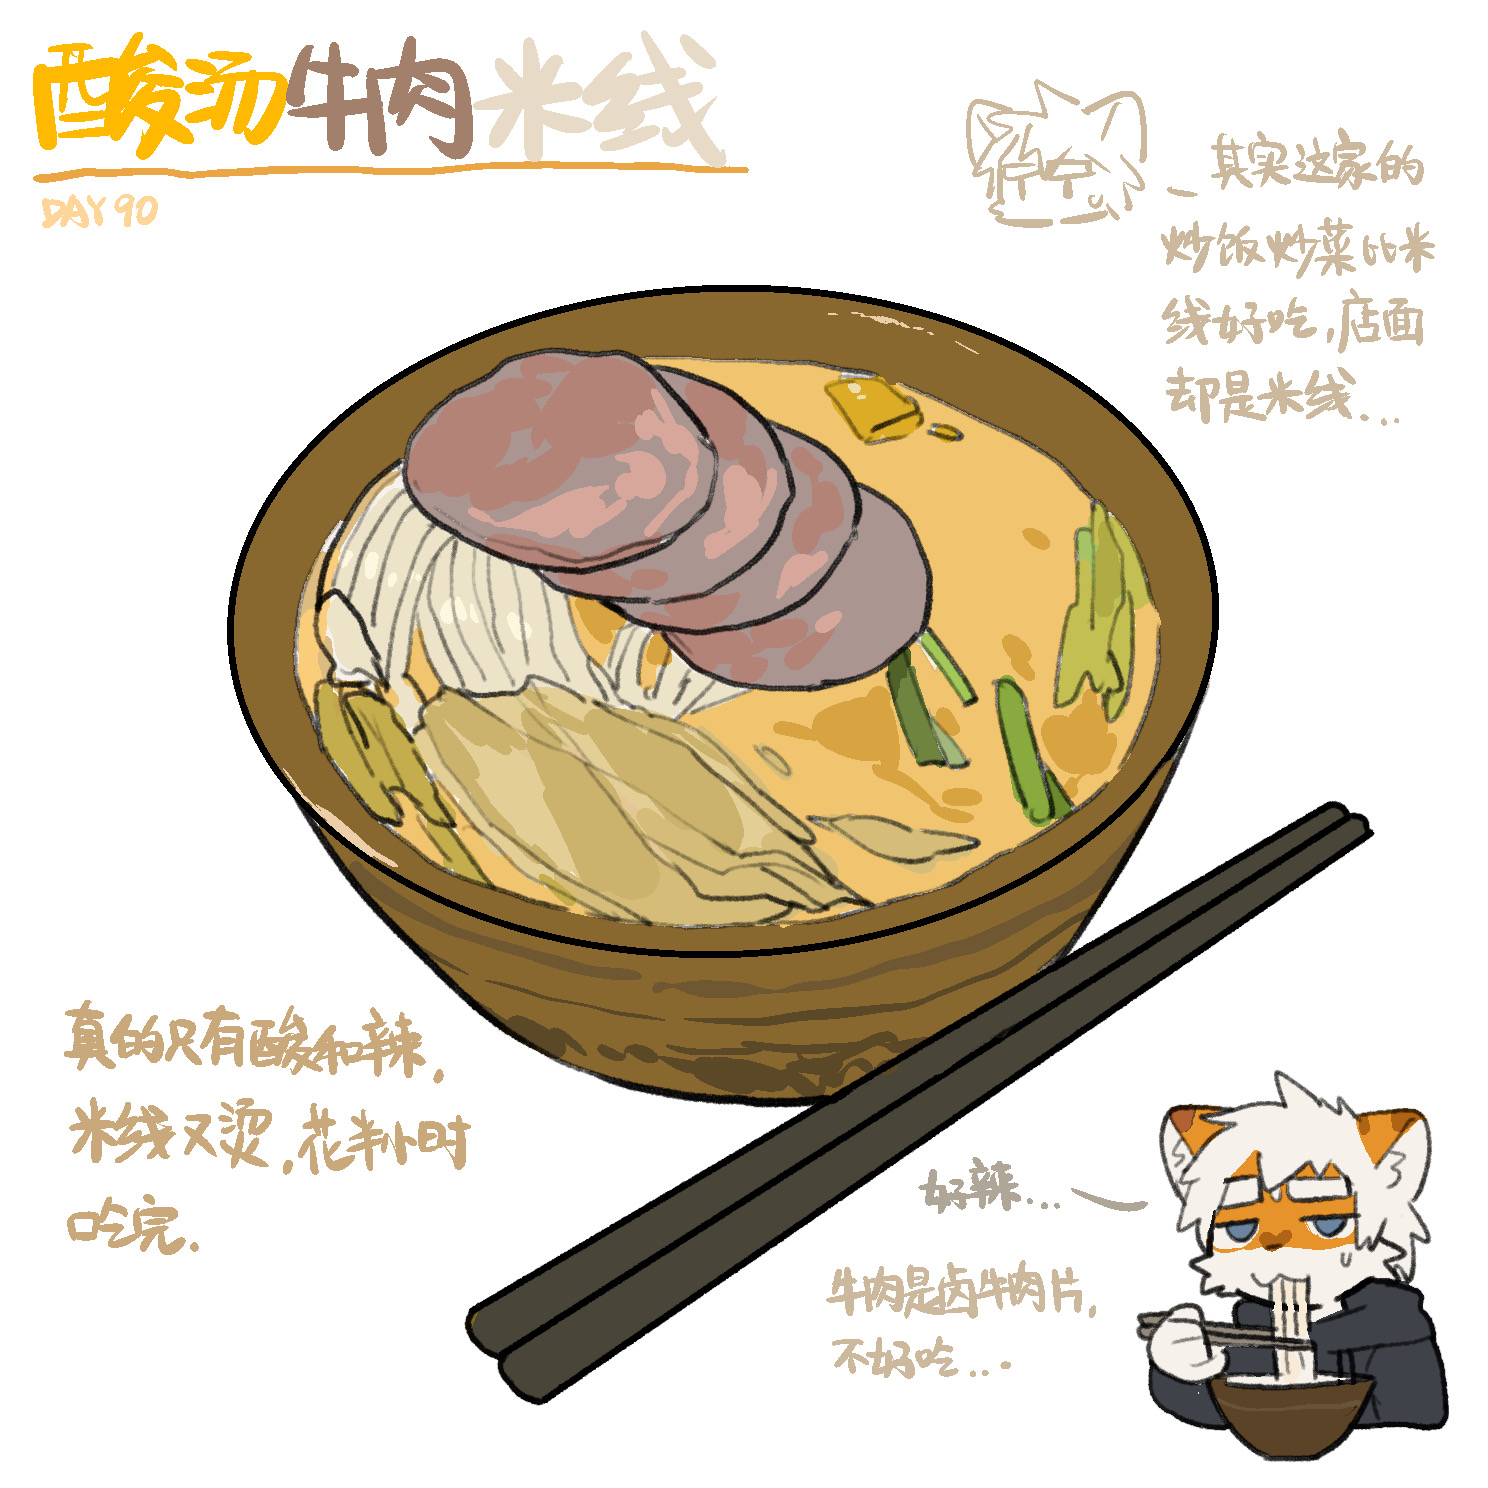 酸汤牛肉米线
DAY 90
其实这家的
炒饭炒菜比米
线好吃,店面
却是米线...
真的只有酸和辣,
米线又烫,花半小时
吃完.
好辣...
牛肉是卤牛肉片,
不好吃...